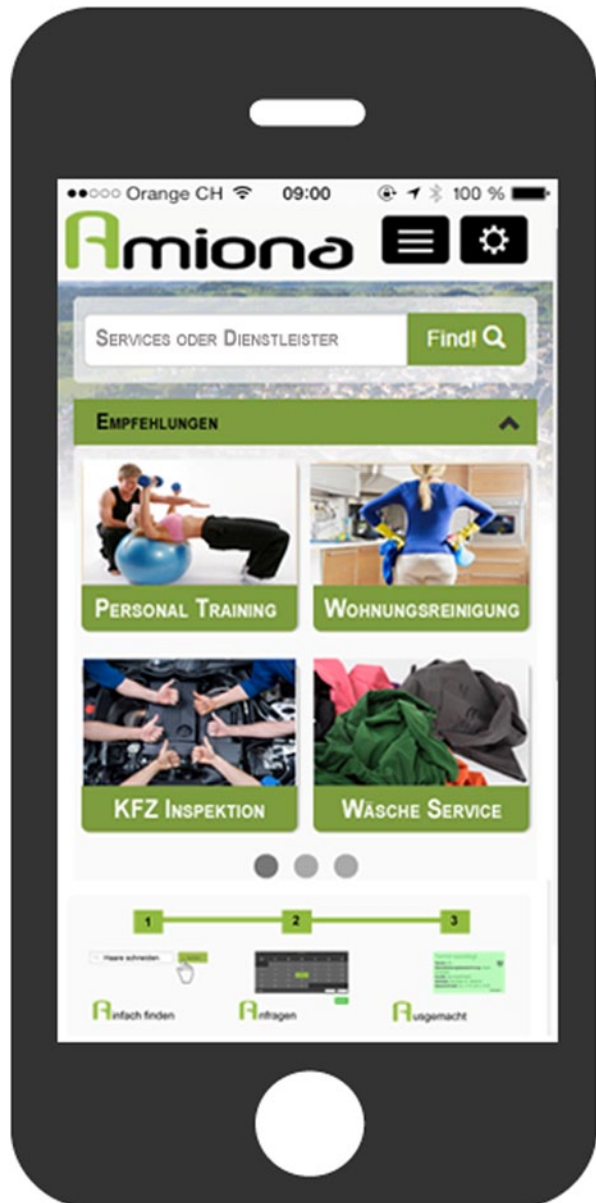 Orange CH 09:00 100 %
Amiona
SERVICES ODER DIENSTLEISTER Find!
EMPFEHLUNGEN
PERSONAL TRAINING WOHNUNGSREINIGUNG
KFZ INSPEKTION WÄSCHE SERVICE
1 2 3
Haare schneiden
Ainfach finden Anfragen Ausgemacht